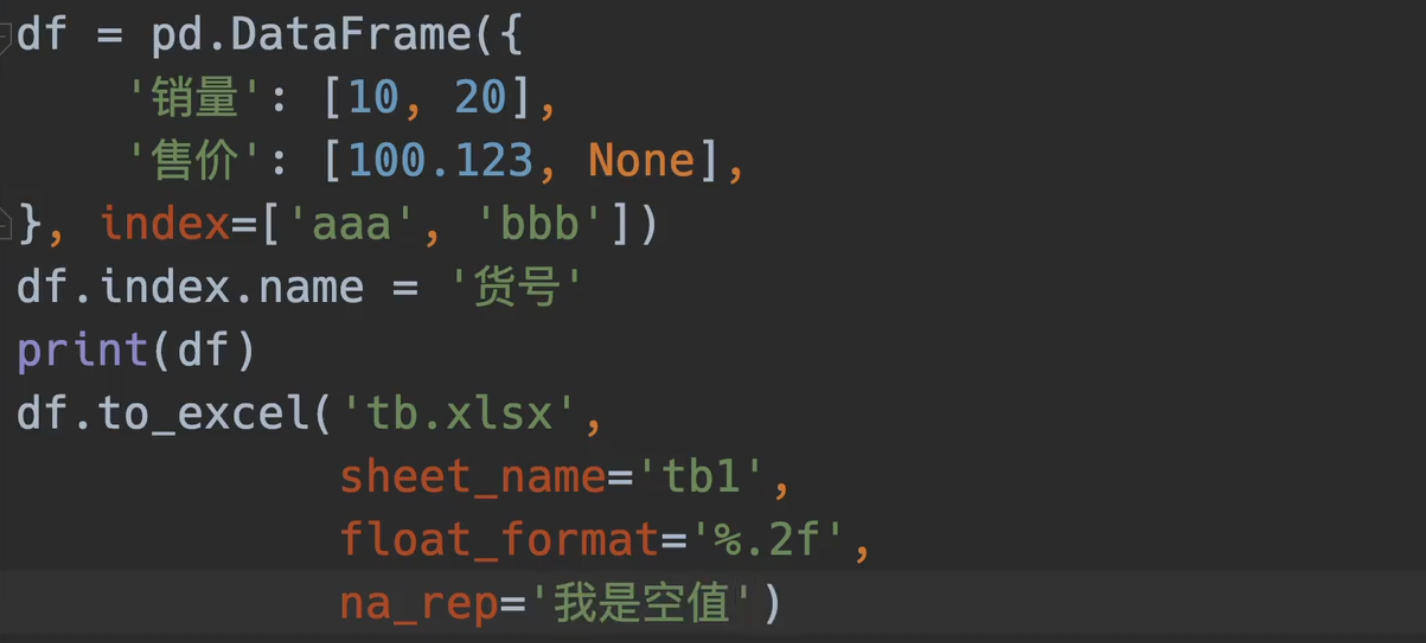 df = pd.DataFrame({
    '销量': [10, 20],
    '售价': [100.123, None],
}, index=['aaa', 'bbb'])
df.index.name = '货号'
print(df)
df.to_excel('tb.xlsx',
            sheet_name='tb1',
            float_format='%.2f',
            na_rep='我是空值')